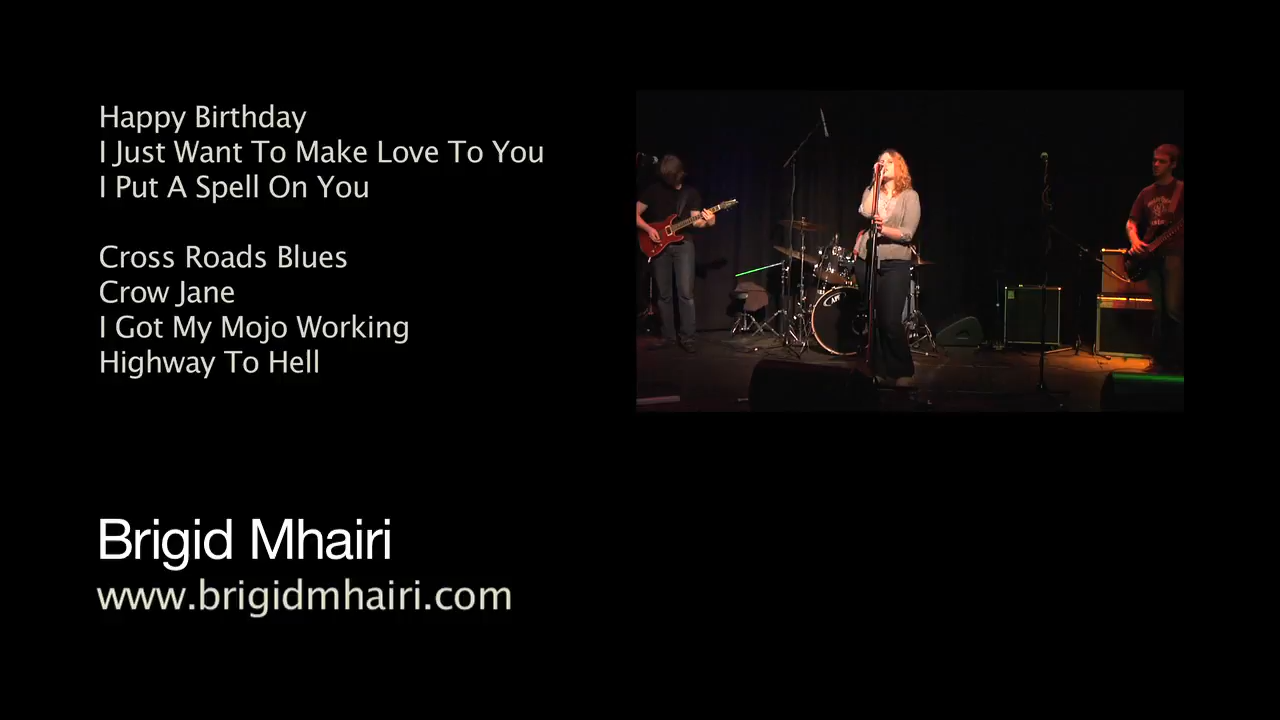 Happy Birthday
I Just Want To Make Love To You
I Put A Spell On You
Cross Roads Blues
Crow Jane
I Got My Mojo Working
Highway To Hell
Brigid Mhairi
www.brigidmhairi.com